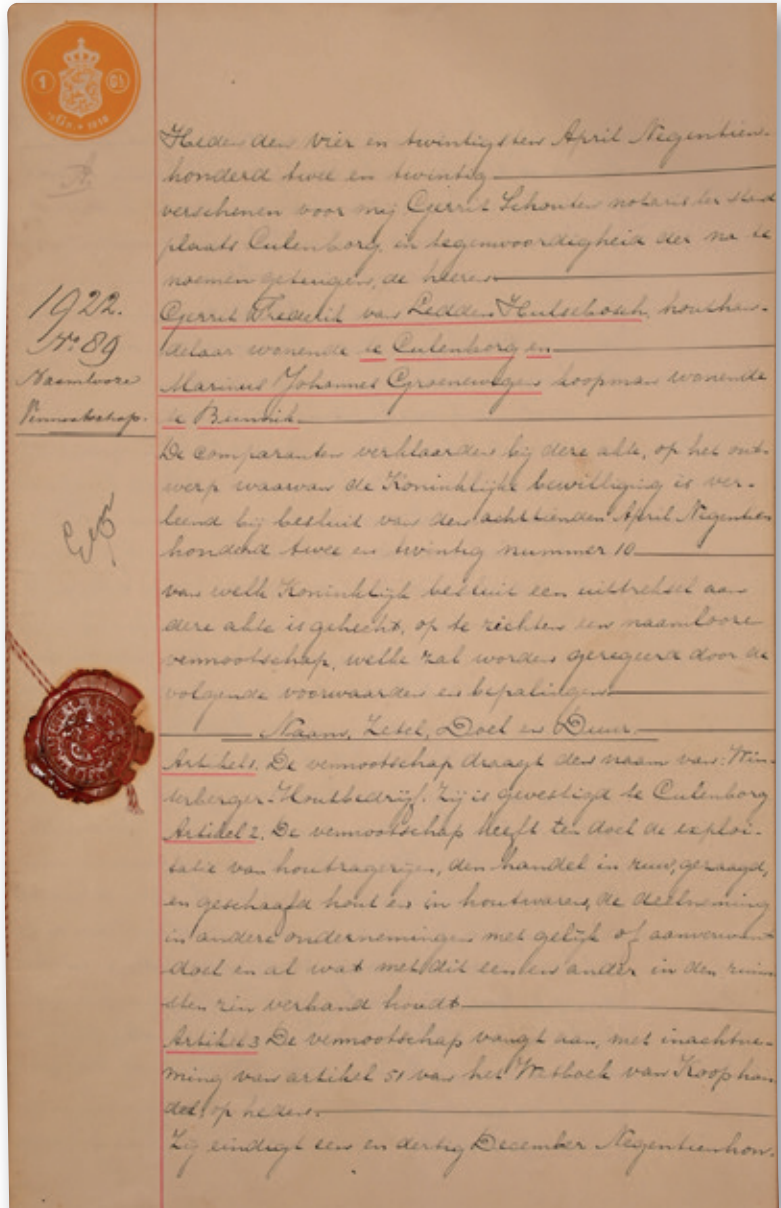 1
G⅟₂
1922.
No 89
Naamlooze
Vennootschap.
Heden den vier en twintigsten April Negentien-
honderd twee en twintig
verschenen voor mij Gerrit Schouten notaris ter stand
plaats Culenborg, in tegenwoordigheid der na te
noemen getuigen, de heeren
Gerrit Frederik van Ledden Hulsebosch, houthan-
delaar wonende te Culenborg en
Marinus Johannes Groenewegen koopman wonende
te Bunnik
De comparanten verklaarden bij deze akte, op het ont-
werp waarvan de Koninklijke bewilliging is ver-
leend bij besluit van den achttienden April Negentien
honderd twee en twintig nummer 10
van welk Koninklijk besluit een uittreksel aan
deze akte is gehecht, op te richten een naamlooze
vennootschap, welke zal worden geregeerd door de
volgende voorwaarden en bepalingen
Naam, Zetel, Doel en Duur.
Artikel 1. De vennootschap draagt den naam van: Win-
terberger-Houtbedrijf. Zij is gevestigd te Culenborg
Artikel 2. De vennootschap heeft ten doel de exploi-
tatie van houtzagerijen, den handel in ruw, gezaagd,
en geschaafd hout en in houtwaren, de deelneming
in andere ondernemingen met gelijk of aanverwant
doel en al wat met dit een en ander in den ruim
sten zin verband houdt
Artikel 3 De vennootschap vangt aan, met inachtne-
ming van artikel 51 van het Wetboek van Koophan
del, op heden.
Zij eindigt een en dertig December Negentienhon-